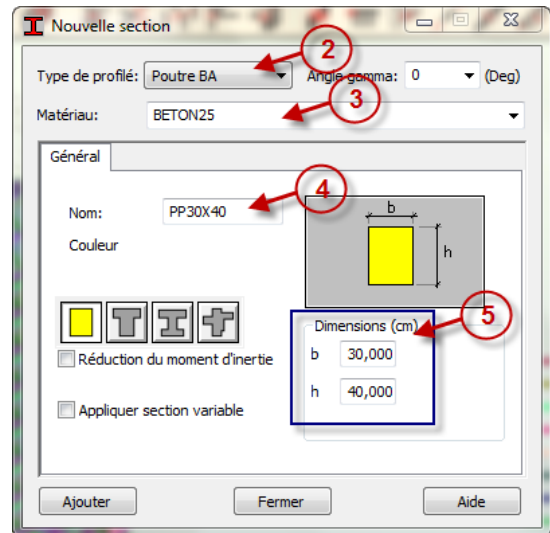 Nouvelle section
2
Type de profilé: Poutre BA Angle gamma: 0 (Deg)
3
Matériau: BETON25
Général
4
Nom: PP30X40
Couleur
b
h
5
Dimensions (cm)
b 30,000
h 40,000
Réduction du moment d'inertie
Appliquer section variable
Ajouter Fermer Aide